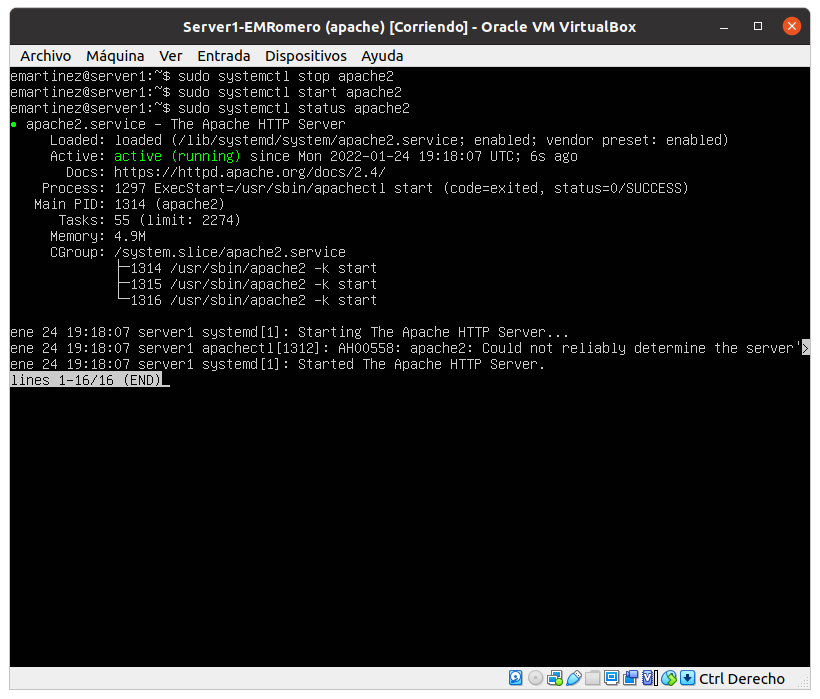 Server1-EMRomero (apache) [Corriendo] - Oracle VM VirtualBox
Archivo Máquina Ver Entrada Dispositivos Ayuda
emartinez@server1:~$ sudo systemctl stop apache2
emartinez@server1:~$ sudo systemctl start apache2
emartinez@server1:~$ sudo systemctl status apache2
● apache2.service - The Apache HTTP Server
Loaded: loaded (/lib/systemd/system/apache2.service; enabled; vendor preset: enabled)
Active: active (running) since Mon 2022-01-24 19:18:07 UTC; 6s ago
Docs: https://httpd.apache.org/docs/2.4/
Process: 1297 ExecStart=/usr/sbin/apachectl start (code=exited, status=0/SUCCESS)
Main PID: 1314 (apache2)
Tasks: 55 (limit: 2274)
Memory: 4.9M
CGroup: /system.slice/apache2.service
├─1314 /usr/sbin/apache2 -k start
├─1315 /usr/sbin/apache2 -k start
└─1316 /usr/sbin/apache2 -k start
ene 24 19:18:07 server1 systemd[1]: Starting The Apache HTTP Server...
ene 24 19:18:07 server1 apachectl[1312]: AH00558: apache2: Could not reliably determine the server'>
ene 24 19:18:07 server1 systemd[1]: Started The Apache HTTP Server.
lines 1-16/16 (END)
Ctrl Derecho